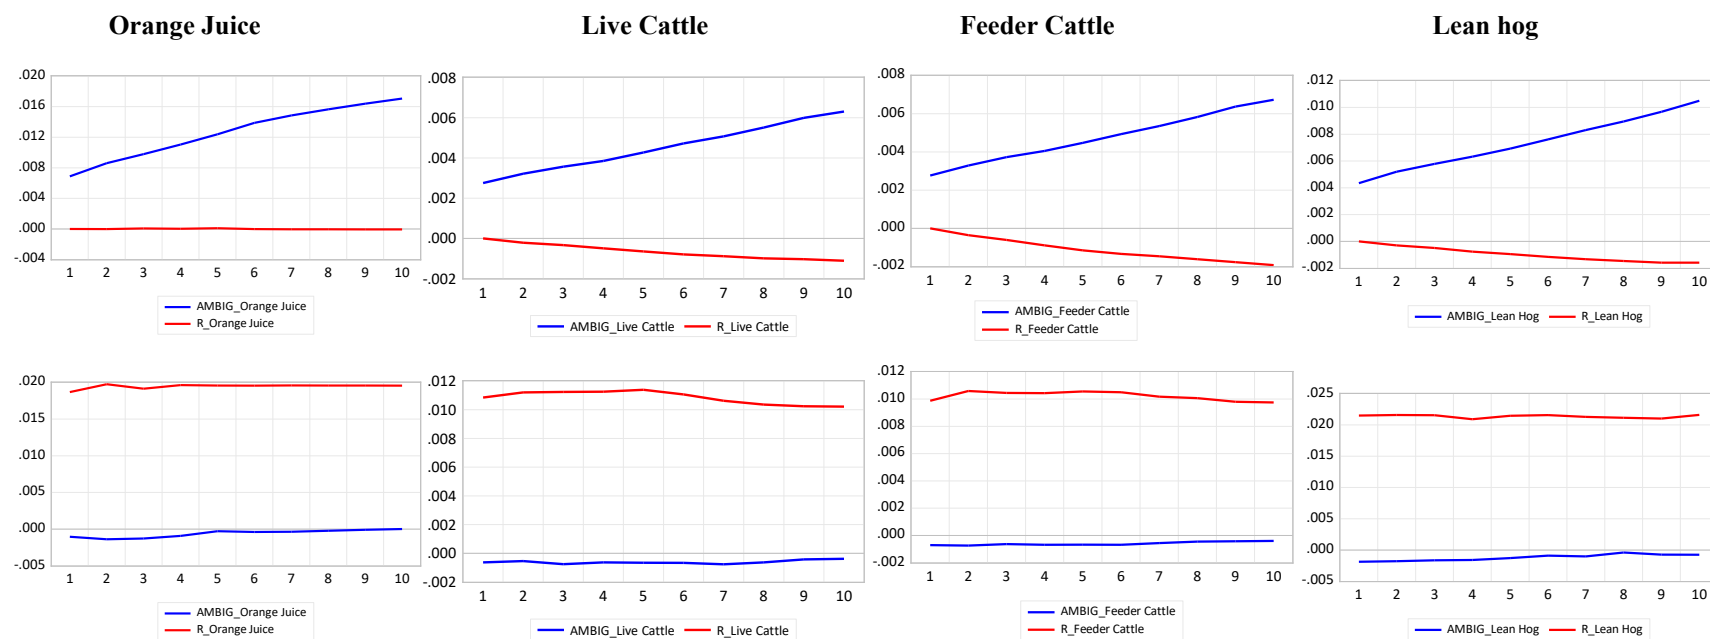 Orange Juice
Live Cattle
Feeder Cattle
Lean hog
.020
.016
.012
.008
.004
.000
-.004
1 2 3 4 5 6 7 8 9 10
AMBIG_Orange Juice
R_Orange Juice
.008
.006
.004
.002
.000
-.002
1 2 3 4 5 6 7 8 9 10
AMBIG_Live Cattle R_Live Cattle
.008
.006
.004
.002
.000
-.002
1 2 3 4 5 6 7 8 9 10
AMBIG_Feeder Cattle
R_Feeder Cattle
.012
.010
.008
.006
.004
.002
.000
-.002
1 2 3 4 5 6 7 8 9 10
AMBIG_Lean Hog R_Lean Hog
.020
.015
.010
.005
.000
-.005
1 2 3 4 5 6 7 8 9 10
AMBIG_Orange Juice
R_Orange Juice
.012
.010
.008
.006
.004
.002
.000
-.002
1 2 3 4 5 6 7 8 9 10
AMBIG_Live Cattle R_Live Cattle
.012
.010
.008
.006
.004
.002
.000
-.002
1 2 3 4 5 6 7 8 9 10
AMBIG_Feeder Cattle
R_Feeder Cattle
.025
.020
.015
.010
.005
.000
-.005
1 2 3 4 5 6 7 8 9 10
AMBIG_Lean Hog R_Lean Hog